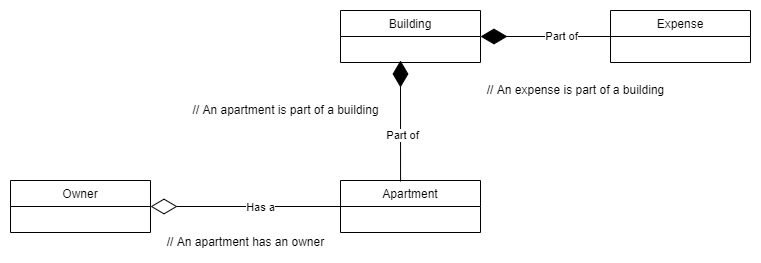 Building
Part of
Expense
// An expense is part of a building
// An apartment is part of a building
Part of
Owner
Has a
Apartment
// An apartment has an owner